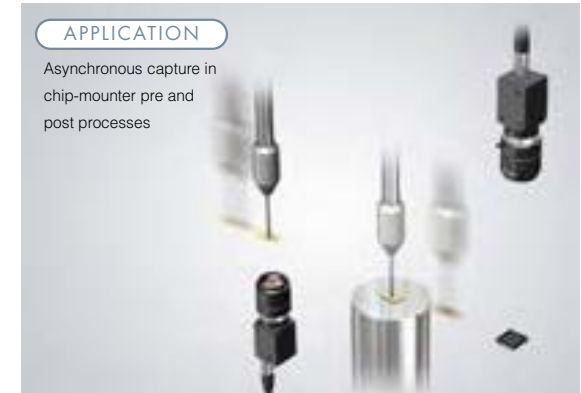 APPLICATION
Asynchronous capture in
chip-mounter pre and
post processes